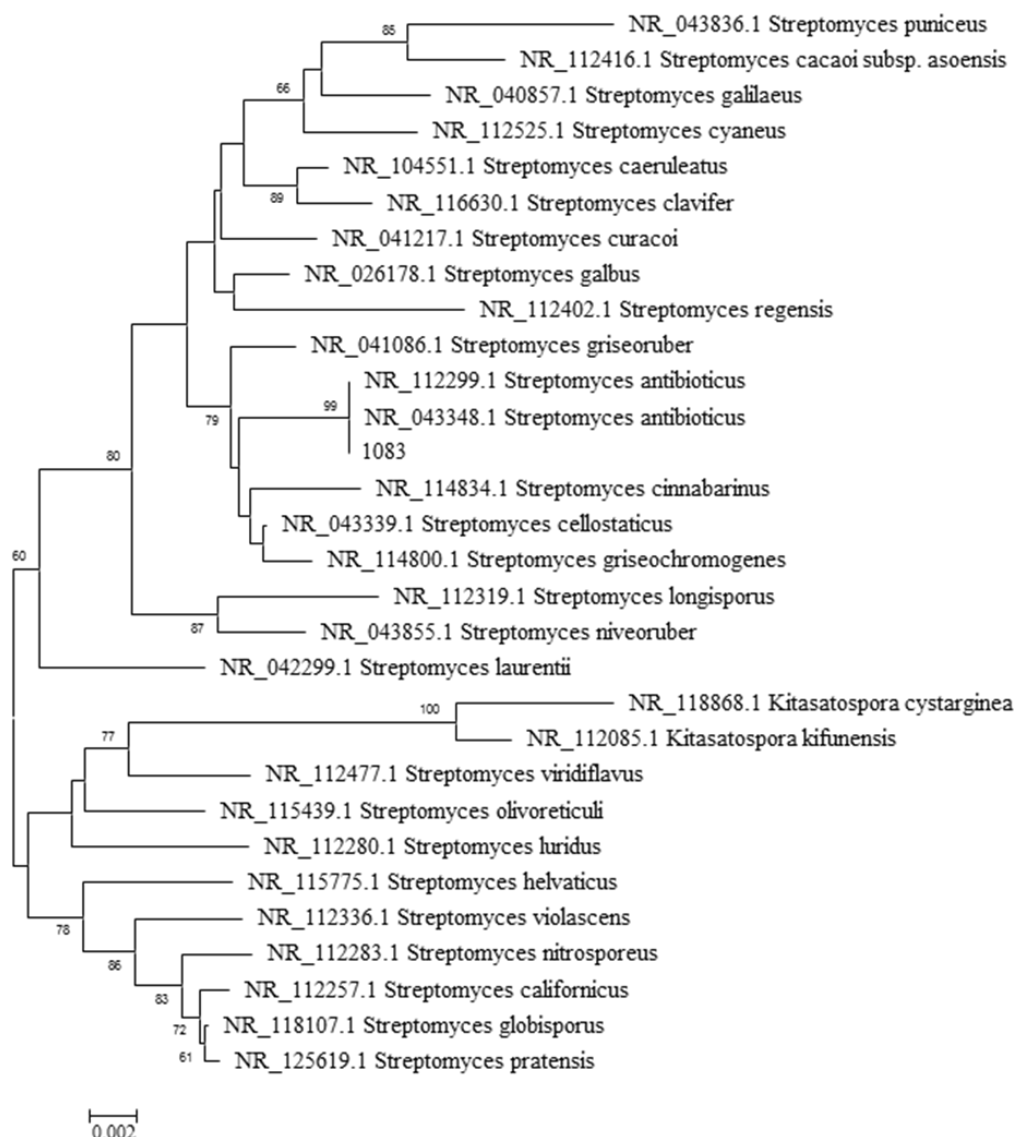 85
NR_043836.1 Streptomyces puniceus
NR_112416.1 Streptomyces cacaoi subsp. asoensis
66
NR_040857.1 Streptomyces galilaeus
NR_112525.1 Streptomyces cyaneus
NR_104551.1 Streptomyces caeruleatus
89
NR_116630.1 Streptomyces clavifer
NR_041217.1 Streptomyces curacoi
NR_026178.1 Streptomyces galbus
NR_112402.1 Streptomyces regensis
NR_041086.1 Streptomyces griseoruber
NR_112299.1 Streptomyces antibioticus
99
79
NR_043348.1 Streptomyces antibioticus
1083
80
NR_114834.1 Streptomyces cinnabarinus
NR_043339.1 Streptomyces cellostaticus
60
NR_114800.1 Streptomyces griseochromogenes
NR_112319.1 Streptomyces longisporus
87
NR_043855.1 Streptomyces niveoruber
NR_042299.1 Streptomyces laurentii
100
NR_118868.1 Kitasatospora cystarginea
77
NR_112085.1 Kitasatospora kifunensis
NR_112477.1 Streptomyces viridiflavus
NR_115439.1 Streptomyces olivoreticuli
NR_112280.1 Streptomyces luridus
NR_115775.1 Streptomyces helvaticus
78
NR_112336.1 Streptomyces violascens
86
NR_112283.1 Streptomyces nitrosporeus
83
NR_112257.1 Streptomyces californicus
72
NR_118107.1 Streptomyces globisporus
61
NR_125619.1 Streptomyces pratensis
0.002